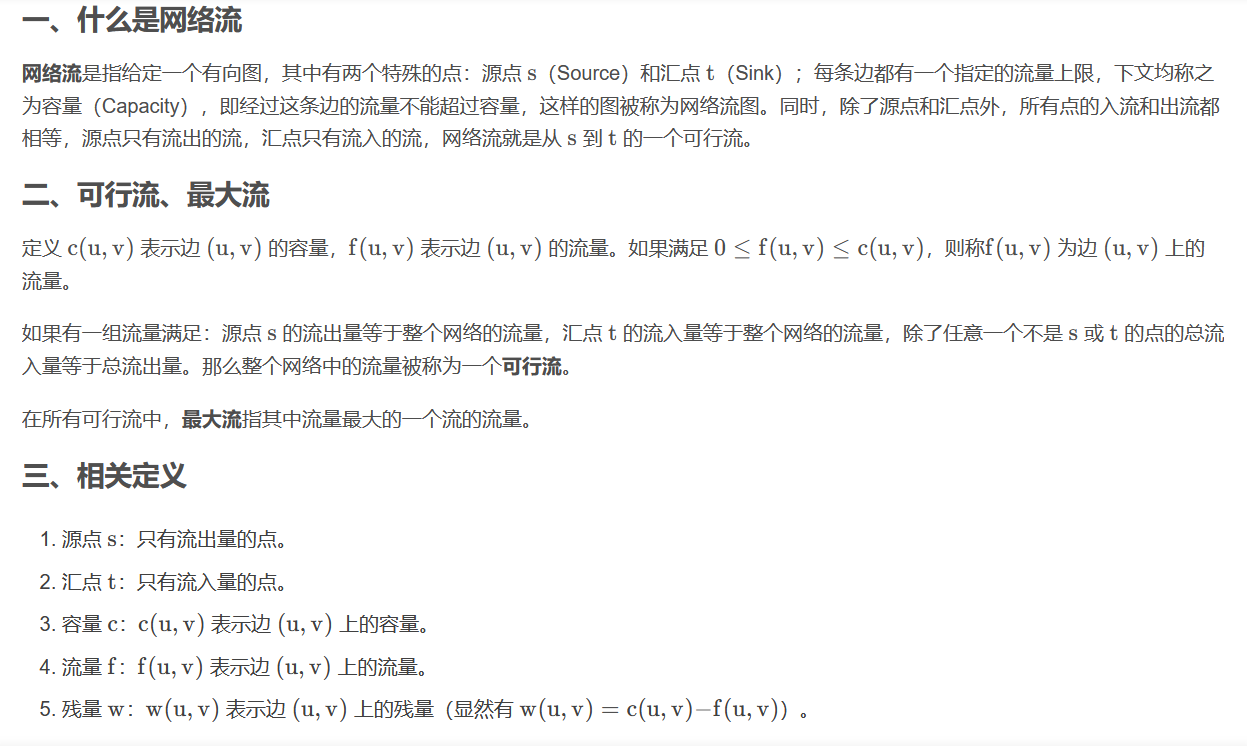 一、什么是网络流
网络流是指给定一个有向图，其中有两个特殊的点：源点 s（Source）和汇点 t（Sink）；每条边都有一个指定的流量上限，下文均称之
为容量（Capacity），即经过这条边的流量不能超过容量，这样的图被称为网络流图。同时，除了源点和汇点外，所有点的入流和出流都
相等，源点只有流出的流，汇点只有流入的流，网络流就是从 s 到 t 的一个可行流。
二、可行流、最大流
定义 c(u, v) 表示边 (u, v) 的容量，f(u, v) 表示边 (u, v) 的流量。如果满足 0 ≤ f(u, v) ≤ c(u, v)，则称f(u, v) 为边 (u, v) 上的
流量。
如果有一组流量满足：源点 s 的流出量等于整个网络的流量，汇点 t 的流入量等于整个网络的流量，除了任意一个不是 s 或 t 的点的总流
入量等于总流出量。那么整个网络中的流量被称为一个可行流。
在所有可行流中，最大流指其中流量最大的一个流的流量。
三、相关定义
1. 源点 s：只有流出量的点。
2. 汇点 t：只有流入量的点。
3. 容量 c：c(u, v) 表示边 (u, v) 上的容量。
4. 流量 f：f(u, v) 表示边 (u, v) 上的流量。
5. 残量 w：w(u, v) 表示边 (u, v) 上的残量（显然有 w(u, v) = c(u, v)−f(u, v)）。